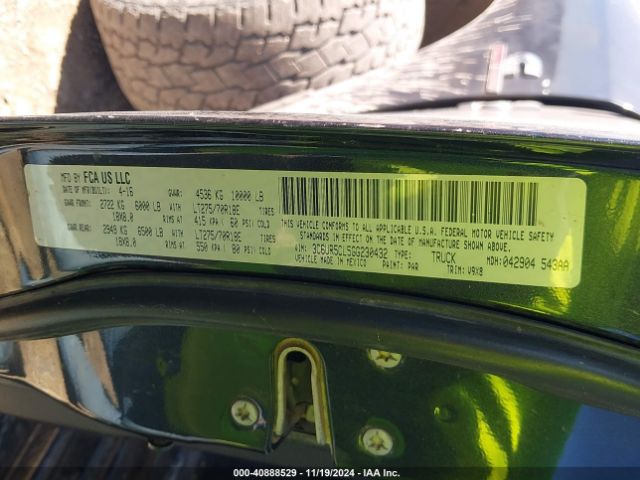 MFD BY FCA US LLC
DATE OF MFR(BUILT): 4-16 GVWR: 4536 KG 10000 LB
GAWR FRONT: 2722 KG 6000 LB WITH LT275/70R18E TIRES
18X8.0 RIMS AT 415 KPA / 60 PSI COLD
GAWR REAR: 2948 KG 6500 LB WITH LT275/70R18E TIRES
18X8.0 RIMS AT 550 KPA / 80 PSI COLD
THIS VEHICLE CONFORMS TO ALL APPLICABLE U.S.A. FEDERAL MOTOR VEHICLE SAFETY
STANDARDS IN EFFECT ON THE DATE OF MANUFACTURE SHOWN ABOVE.
VIN: 3C6UR5CL5GG230432 TYPE: TRUCK MDH: 042904 543AA
VEHICLE MADE IN MEXICO PAINT: PAR TRIM: V9X8
000-40888529 | 11/19/2024 | IAA Inc.